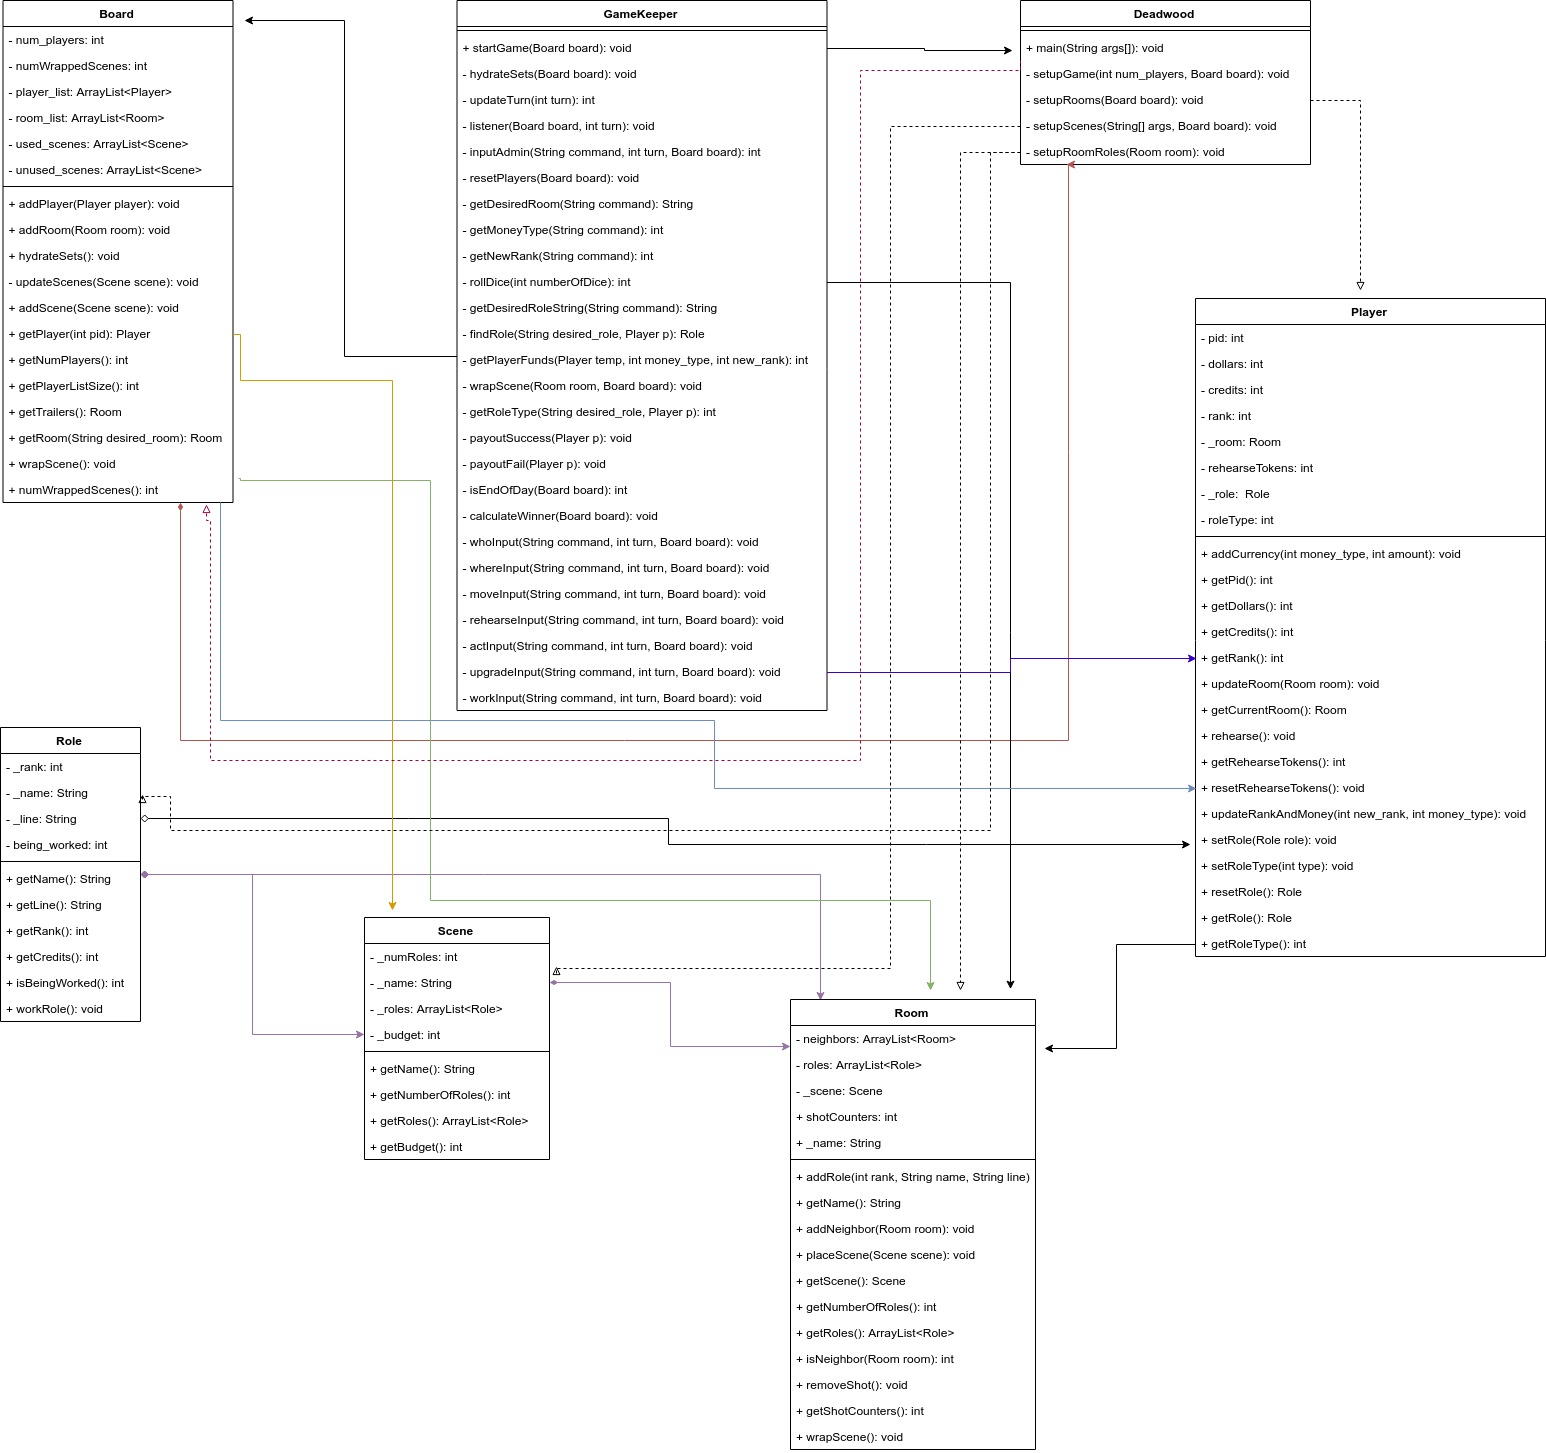 Board
- num_players: int
- numWrappedScenes: int
- player_list: ArrayList<Player>
- room_list: ArrayList<Room>
- used_scenes: ArrayList<Scene>
- unused_scenes: ArrayList<Scene>
+ addPlayer(Player player): void
+ addRoom(Room room): void
+ hydrateSets(): void
- updateScenes(Scene scene): void
+ addScene(Scene scene): void
+ getPlayer(int pid): Player
+ getNumPlayers(): int
+ getPlayerListSize(): int
+ getTrailers(): Room
+ getRoom(String desired_room): Room
+ wrapScene(): void
+ numWrappedScenes(): int
GameKeeper
+ startGame(Board board): void
- hydrateSets(Board board): void
- updateTurn(int turn): int
- listener(Board board, int turn): void
- inputAdmin(String command, int turn, Board board): int
- resetPlayers(Board board): void
- getDesiredRoom(String command): String
- getMoneyType(String command): int
- getNewRank(String command): int
- rollDice(int numberOfDice): int
- getDesiredRoleString(String command): String
- findRole(String desired_role, Player p): Role
- getPlayerFunds(Player temp, int money_type, int new_rank): int
- wrapScene(Room room, Board board): void
- getRoleType(String desired_role, Player p): int
- payoutSuccess(Player p): void
- payoutFail(Player p): void
- isEndOfDay(Board board): int
- calculateWinner(Board board): void
- whoInput(String command, int turn, Board board): void
- whereInput(String command, int turn, Board board): void
- moveInput(String command, int turn, Board board): void
- rehearseInput(String command, int turn, Board board): void
- actInput(String command, int turn, Board board): void
- upgradeInput(String command, int turn, Board board): void
- workInput(String command, int turn, Board board): void
Deadwood
+ main(String args[]): void
- setupGame(int num_players, Board board): void
- setupRooms(Board board): void
- setupScenes(String[] args, Board board): void
- setupRoomRoles(Room room): void
Player
- pid: int
- dollars: int
- credits: int
- rank: int
- _room: Room
- rehearseTokens: int
- _role:  Role
- roleType: int
+ addCurrency(int money_type, int amount): void
+ getPid(): int
+ getDollars(): int
+ getCredits(): int
+ getRank(): int
+ updateRoom(Room room): void
+ getCurrentRoom(): Room
+ rehearse(): void
+ getRehearseTokens(): int
+ resetRehearseTokens(): void
+ updateRankAndMoney(int new_rank, int money_type): void
+ setRole(Role role): void
+ setRoleType(int type): void
+ resetRole(): Role
+ getRole(): Role
+ getRoleType(): int
Role
- _rank: int
- _name: String
- _line: String
- being_worked: int
+ getName(): String
+ getLine(): String
+ getRank(): int
+ getCredits(): int
+ isBeingWorked(): int
+ workRole(): void
Scene
- _numRoles: int
- _name: String
- _roles: ArrayList<Role>
- _budget: int
+ getName(): String
+ getNumberOfRoles(): int
+ getRoles(): ArrayList<Role>
+ getBudget(): int
Room
- neighbors: ArrayList<Room>
- roles: ArrayList<Role>
- _scene: Scene
+ shotCounters: int
+ _name: String
+ addRole(int rank, String name, String line)
+ getName(): String
+ addNeighbor(Room room): void
+ placeScene(Scene scene): void
+ getScene(): Scene
+ getNumberOfRoles(): int
+ getRoles(): ArrayList<Role>
+ isNeighbor(Room room): int
+ removeShot(): void
+ getShotCounters(): int
+ wrapScene(): void